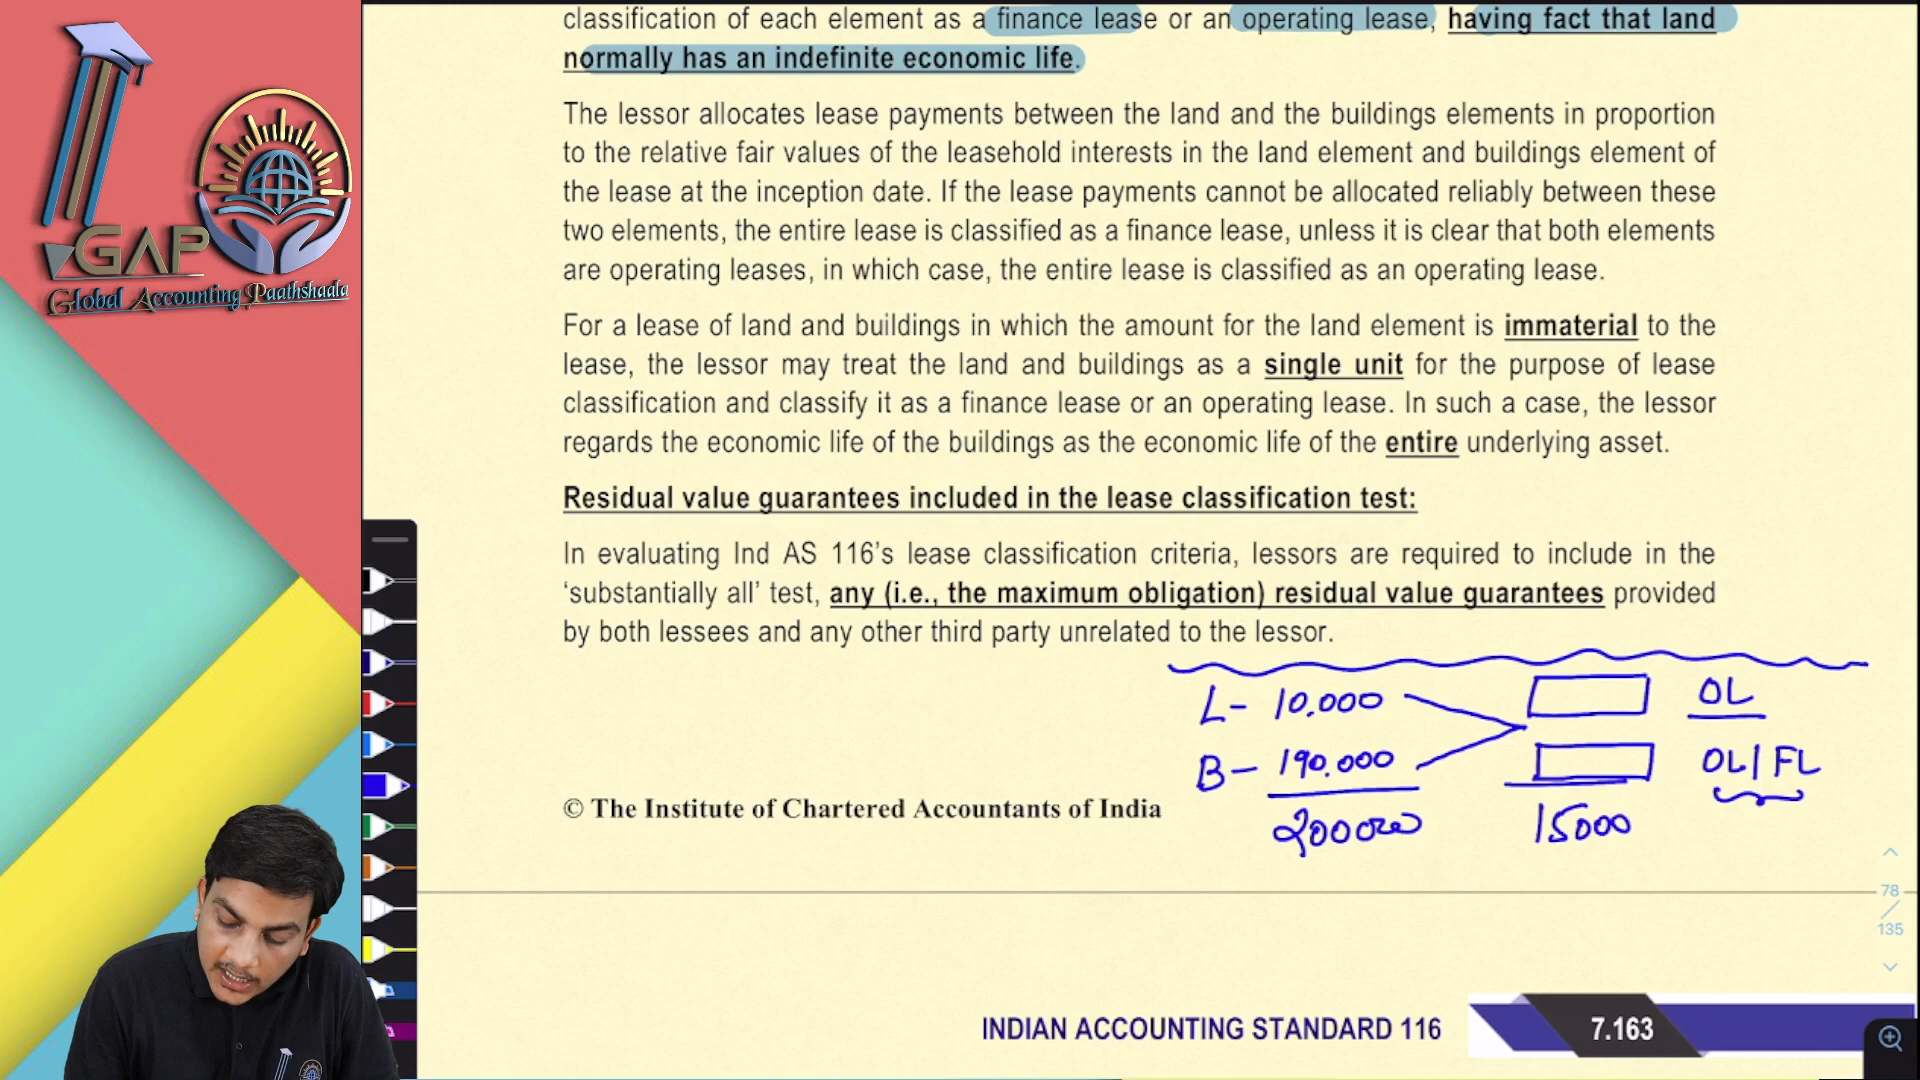 GAP
Global Accounting Paathshaala
classification of each element as a finance lease or an operating lease, having fact that land
normally has an indefinite economic life.
The lessor allocates lease payments between the land and the buildings elements in proportion
to the relative fair values of the leasehold interests in the land element and buildings element of
the lease at the inception date. If the lease payments cannot be allocated reliably between these
two elements, the entire lease is classified as a finance lease, unless it is clear that both elements
are operating leases, in which case, the entire lease is classified as an operating lease.
For a lease of land and buildings in which the amount for the land element is immaterial to the
lease, the lessor may treat the land and buildings as a single unit for the purpose of lease
classification and classify it as a finance lease or an operating lease. In such a case, the lessor
regards the economic life of the buildings as the economic life of the entire underlying asset.
Residual value guarantees included in the lease classification test:
In evaluating Ind AS 116’s lease classification criteria, lessors are required to include in the
‘substantially all’ test, any (i.e., the maximum obligation) residual value guarantees provided
by both lessees and any other third party unrelated to the lessor.
L- 10,000 OL
B- 190,000 OL/FL
200000 15000
© The Institute of Chartered Accountants of India
78
/
135
INDIAN ACCOUNTING STANDARD 116 7.163